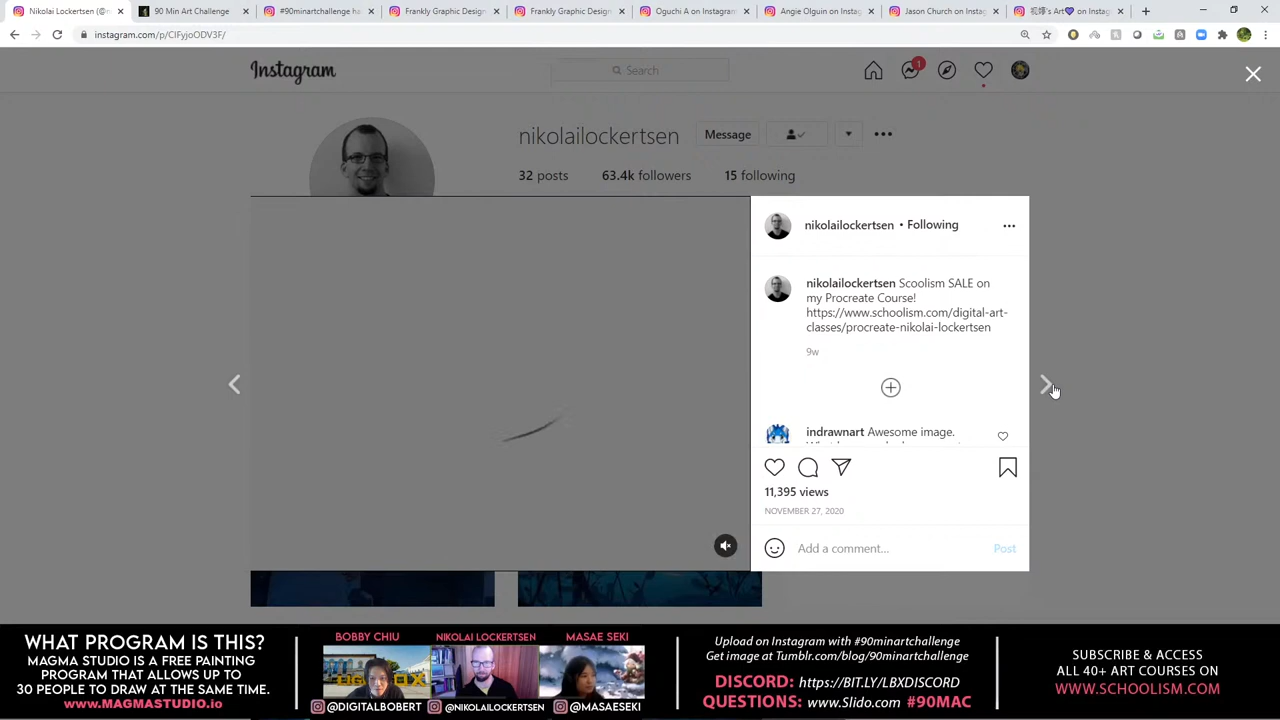 Nikolai Lockertsen (@n
90 Min Art Challenge
#90minartchallenge ha
Frankly Graphic Design
Frankly Graphic Design
Oguchi A on Instagram
Angie Olguin on Instag
Jason Church on Instag
's Art💜 on Instag
instagram.com/p/CIFyjoODV3F/
Instagram
Search
1
nikolailockertsen
Message
32 posts
63.4k followers
15 following
nikolailockertsen • Following
nikolailockertsen Scoolism SALE on
my Procreate Course!
https://www.schoolism.com/digital-art-
classes/procreate-nikolai-lockertsen
9w
indrawnart Awesome image.
11,395 views
NOVEMBER 27, 2020
Add a comment...
Post
WHAT PROGRAM IS THIS?
MAGMA STUDIO IS A FREE PAINTING
PROGRAM THAT ALLOWS UP TO
30 PEOPLE TO DRAW AT THE SAME TIME.
www.MAGMASTUDIO.io
BOBBY CHIU
NIKOLAI LOCKERTSEN
MASAE SEKI
@DIGITALBOBERT
@NIKOLAILOCKERTSEN
@MASAESEKI
Upload on Instagram with #90minartchallenge
Get image at Tumblr.com/blog/90minartchallenge
DISCORD: https://BIT.LY/LBXDISCORD
QUESTIONS: www.Slido.com #90MAC
SUBSCRIBE & ACCESS
ALL 40+ ART COURSES ON
WWW.SCHOOLISM.COM